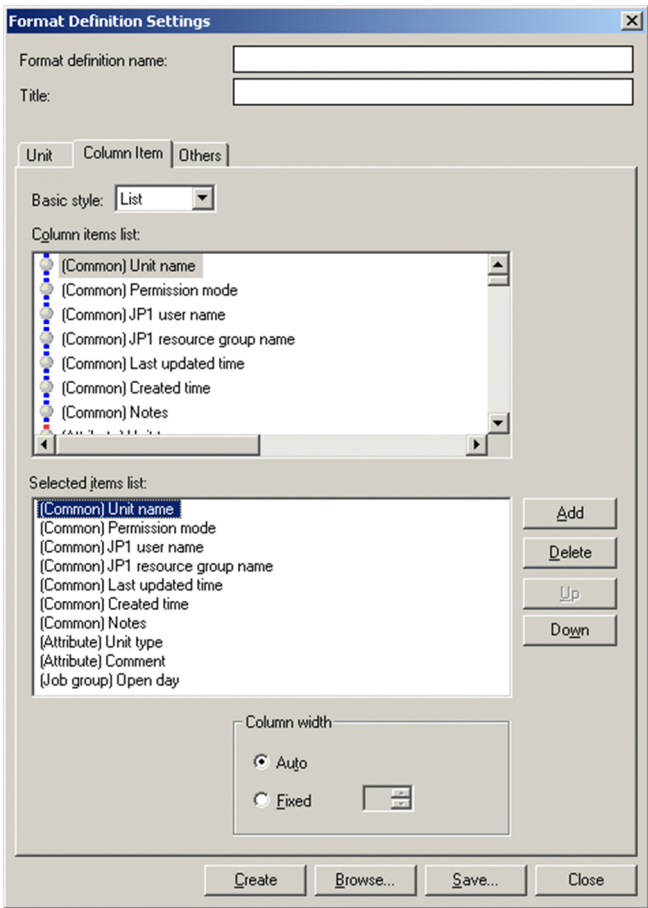 Format Definition Settings
Format definition name:
Title:
Unit
Column Item
Others
Basic style:
List
Column items list:
(Common) Unit name
(Common) Permission mode
(Common) JP1 user name
(Common) JP1 resource group name
(Common) Last updated time
(Common) Created time
(Common) Notes
Selected items list:
(Common) Unit name
(Common) Permission mode
(Common) JP1 user name
(Common) JP1 resource group name
(Common) Last updated time
(Common) Created time
(Common) Notes
(Attribute) Unit type
(Attribute) Comment
(Job group) Open day
Add
Delete
Up
Down
Column width
Auto
Fixed
Create
Browse...
Save...
Close